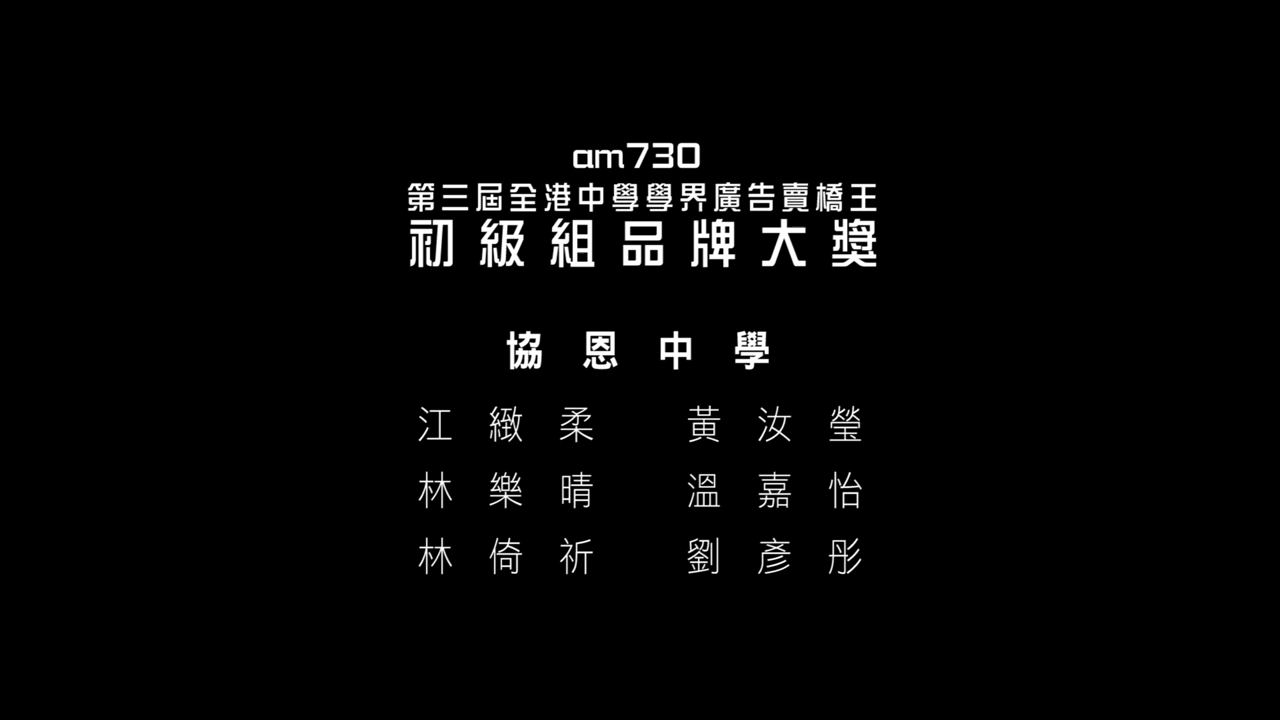 am730
第三屆全港中學學界廣告賣橋王
初級組品牌大獎
協恩中學
江緻柔 黃汝瑩
林樂晴 溫嘉怡
林倚祈 劉彥彤